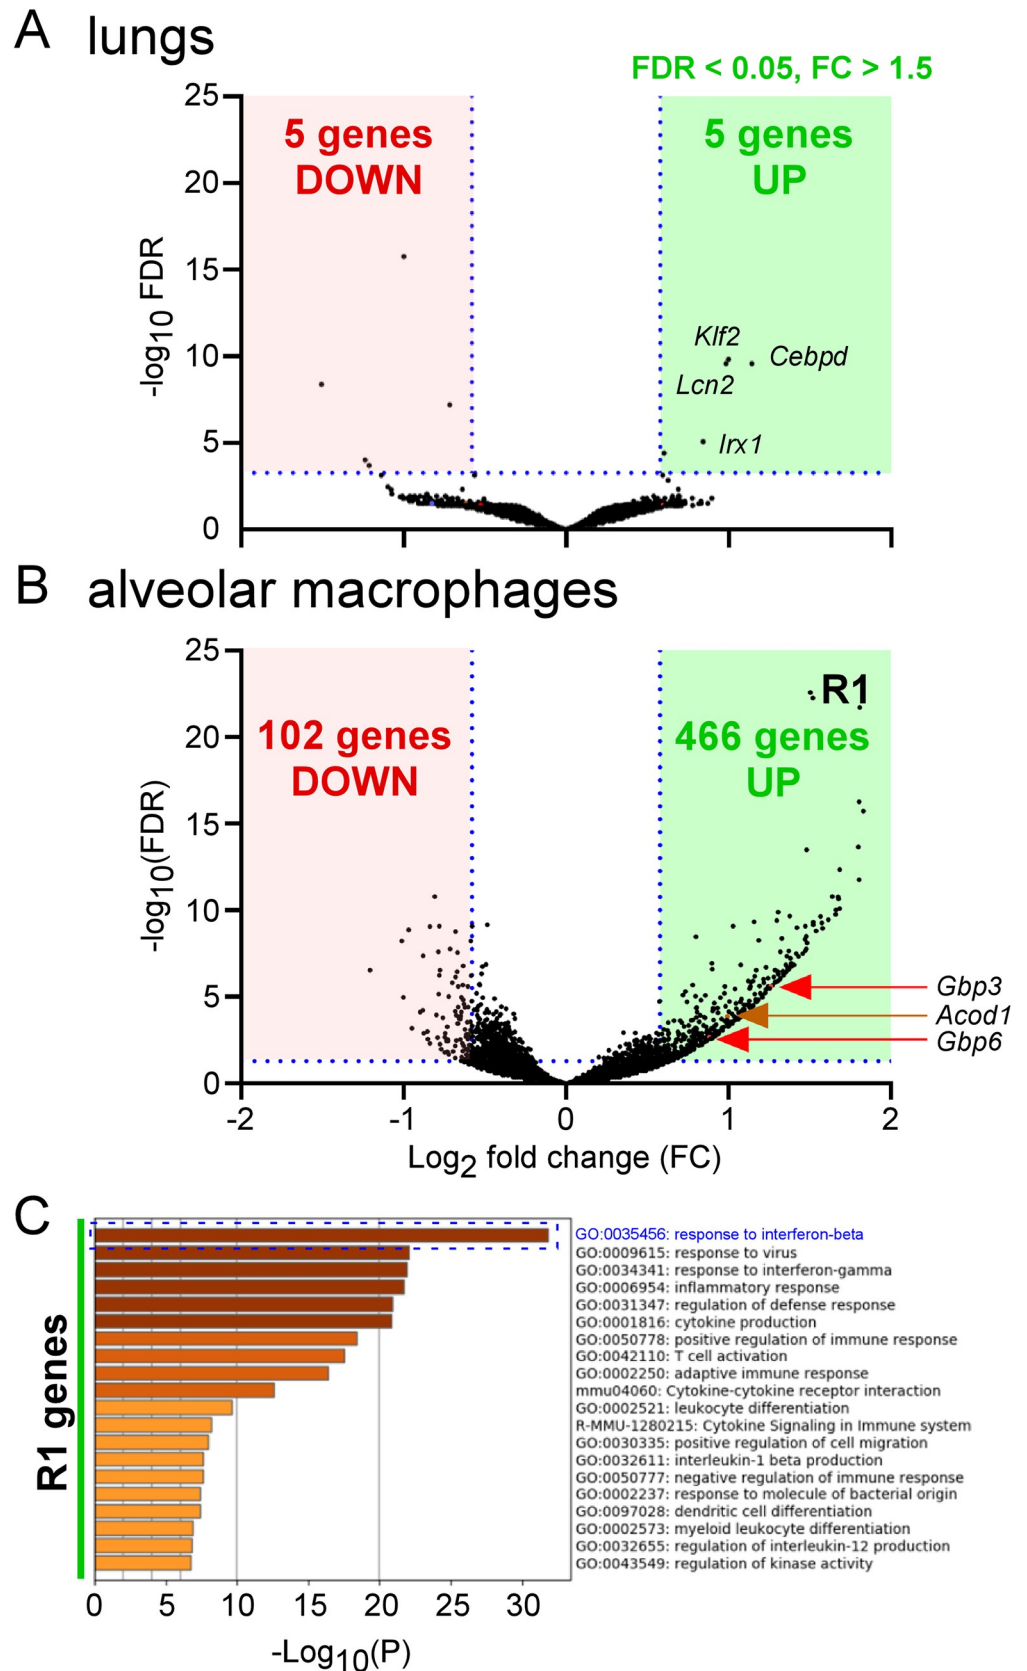 A lungs
FDR < 0.05, FC > 1.5
25
20
15
10
5
0
-log10 FDR
5 genes
DOWN
5 genes
UP
Klf2
Cebpd
Lcn2
Irx1
B alveolar macrophages
25
20
15
10
5
0
-log10(FDR)
102 genes
DOWN
R1
466 genes
UP
Gbp3
Acod1
Gbp6
-2 -1 0 1 2
Log2 fold change (FC)
C
R1 genes
GO:0035456: response to interferon-beta
GO:0009615: response to virus
GO:0034341: response to interferon-gamma
GO:0006954: inflammatory response
GO:0031347: regulation of defense response
GO:0001816: cytokine production
GO:0050778: positive regulation of immune response
GO:0042110: T cell activation
GO:0002250: adaptive immune response
mmu04060: Cytokine-cytokine receptor interaction
GO:0002521: leukocyte differentiation
R-MMU-1280215: Cytokine Signaling in Immune system
GO:0030335: positive regulation of cell migration
GO:0032611: interleukin-1 beta production
GO:0050777: negative regulation of immune response
GO:0002237: response to molecule of bacterial origin
GO:0097028: dendritic cell differentiation
GO:0002573: myeloid leukocyte differentiation
GO:0032655: regulation of interleukin-12 production
GO:0043549: regulation of kinase activity
0 5 10 15 20 25 30
-Log10(P)